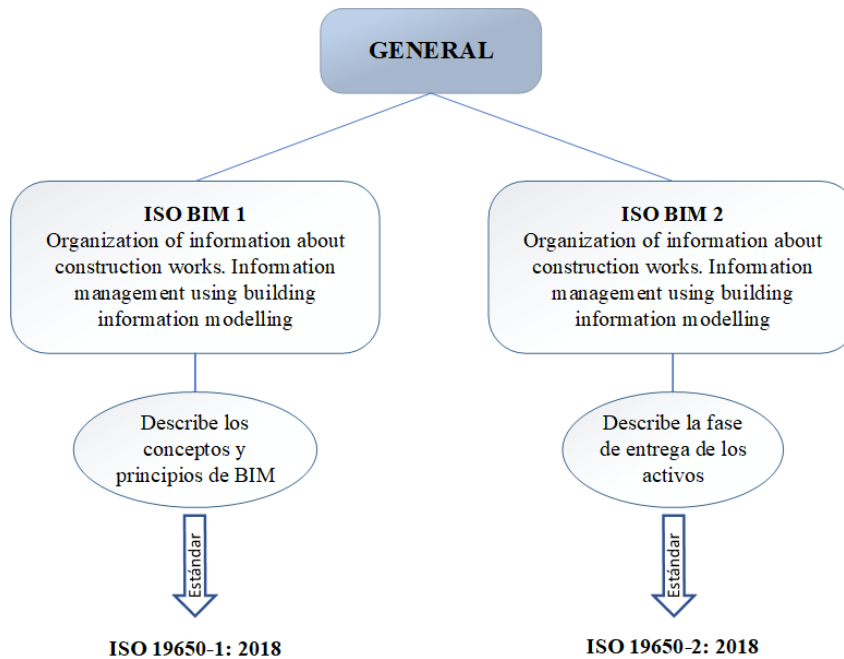 GENERAL
ISO BIM 1
Organization of information about
construction works. Information
management using building
information modelling
ISO BIM 2
Organization of information about
construction works. Information
management using building
information modelling
Describe los
conceptos y
principios de BIM
Describe la fase
de entrega de los
activos
Estándar
Estándar
ISO 19650-1: 2018
ISO 19650-2: 2018